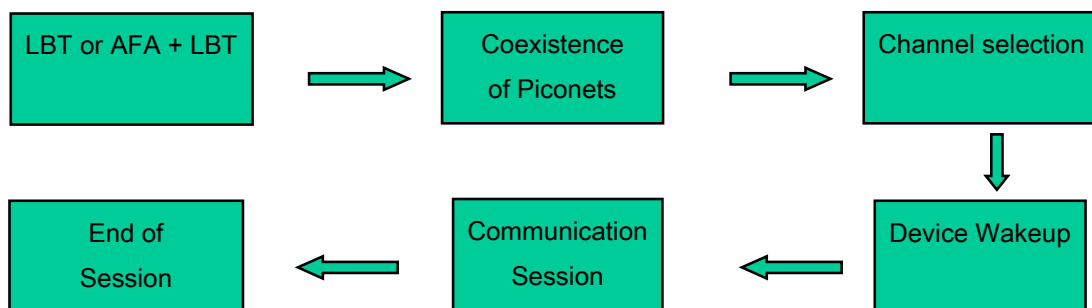 LBT or AFA + LBT
Coexistence
of Piconets
Channel selection
Device Wakeup
Communication
Session
End of
Session